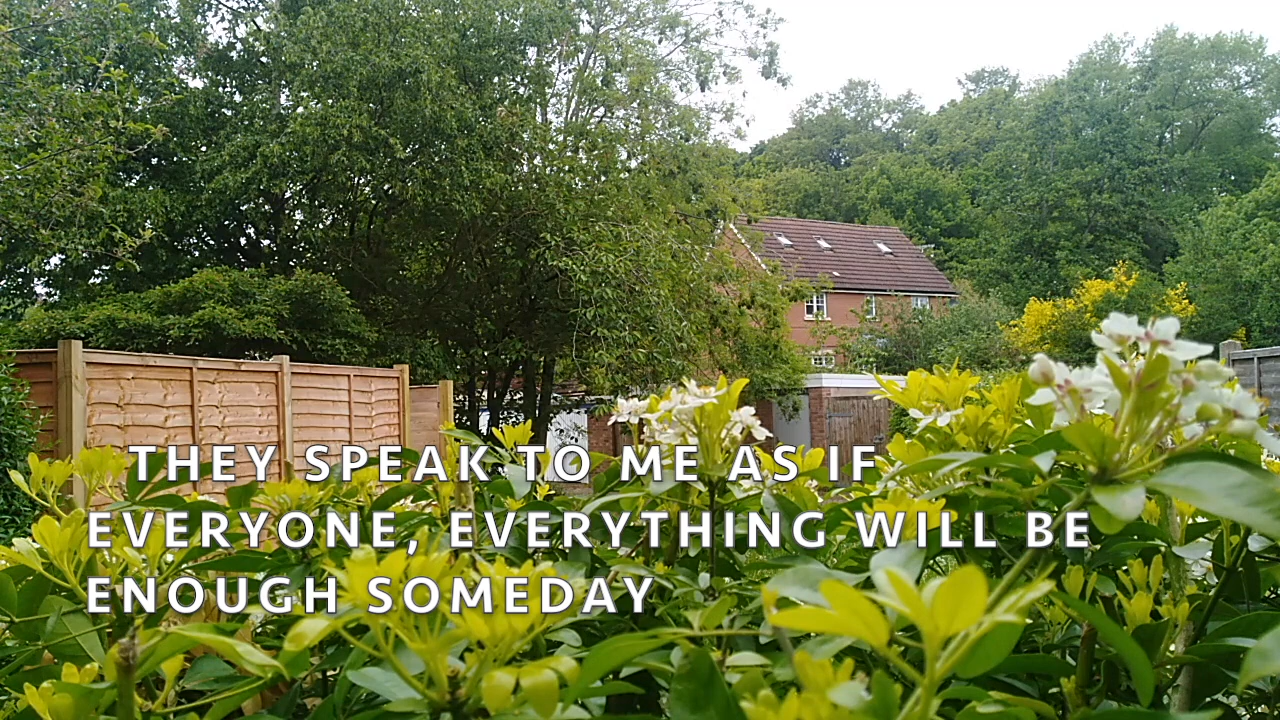 THEY SPEAK TO ME AS IF
EVERYONE, EVERYTHING WILL BE
ENOUGH SOMEDAY